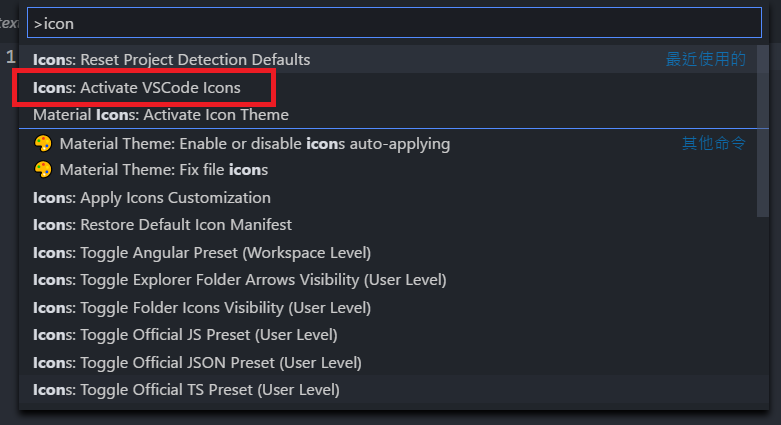 >icon
Icons: Reset Project Detection Defaults 最近使用的
1
Icons: Activate VSCode Icons
Material Icons: Activate Icon Theme
Material Theme: Enable or disable icons auto-applying 其他命令
Material Theme: Fix file icons
Icons: Apply Icons Customization
Icons: Restore Default Icon Manifest
Icons: Toggle Angular Preset (Workspace Level)
Icons: Toggle Explorer Folder Arrows Visibility (User Level)
Icons: Toggle Folder Icons Visibility (User Level)
Icons: Toggle Official JS Preset (User Level)
Icons: Toggle Official JSON Preset (User Level)
Icons: Toggle Official TS Preset (User Level)